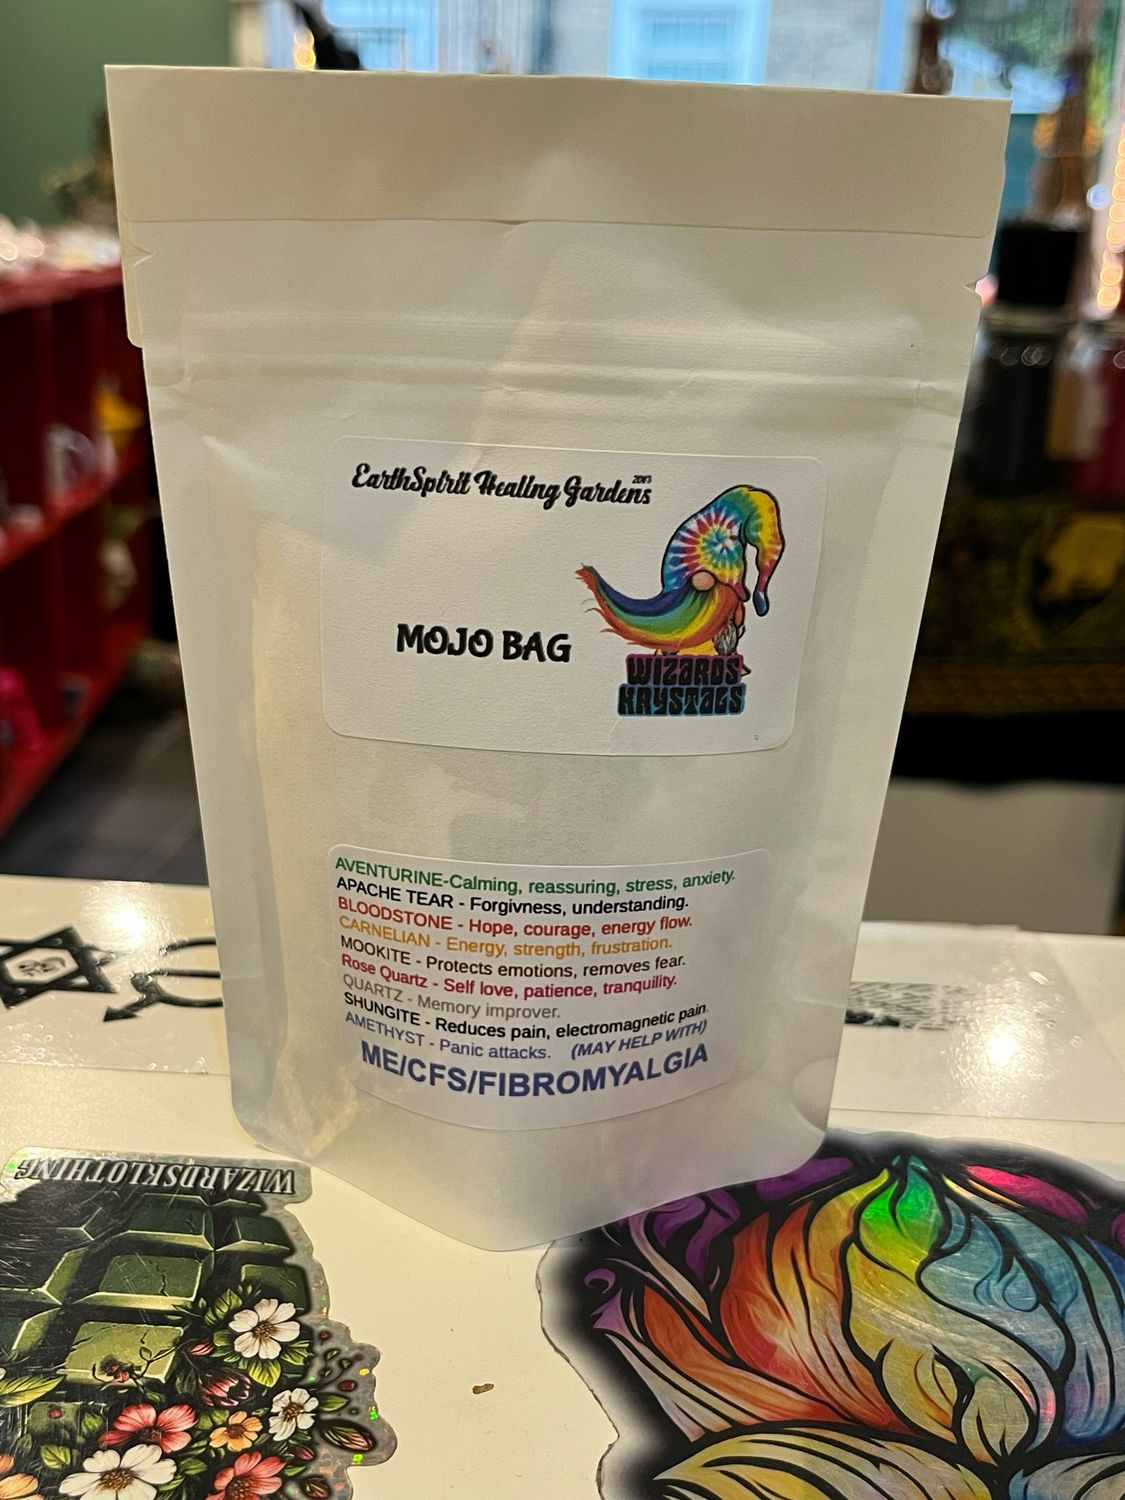 EarthSpirit Healing Gardens 2013
MOJO BAG
WIZARDS
KRYSTALS
AVENTURINE-Calming, reassuring, stress, anxiety.
APACHE TEAR - Forgivness, understanding.
BLOODSTONE - Hope, courage, energy flow.
CARNELIAN - Energy, strength, frustration.
MOOKITE - Protects emotions, removes fear.
Rose Quartz - Self love, patience, tranquility.
QUARTZ - Memory improver.
SHUNGITE - Reduces pain, electromagnetic pain.
AMETHYST - Panic attacks. (MAY HELP WITH)
ME/CFS/FIBROMYALGIA
WIZARDSKLOTHING